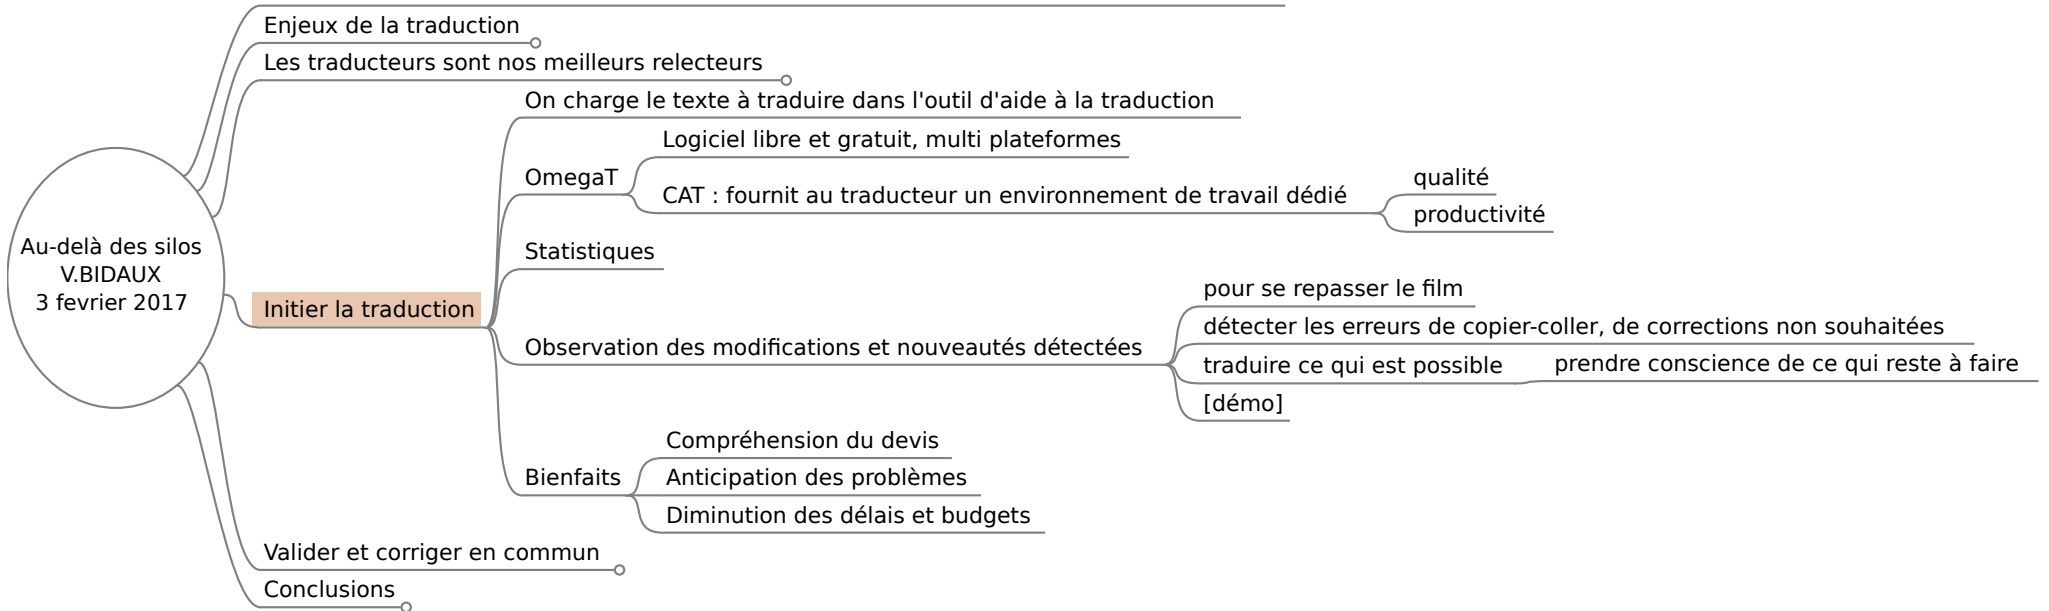 Au-delà des silos
V.BIDAUX
3 fevrier 2017
Enjeux de la traduction
Les traducteurs sont nos meilleurs relecteurs
Initier la traduction
On charge le texte à traduire dans l'outil d'aide à la traduction
OmegaT
Logiciel libre et gratuit, multi plateformes
CAT : fournit au traducteur un environnement de travail dédié
qualité
productivité
Statistiques
Observation des modifications et nouveautés détectées
pour se repasser le film
détecter les erreurs de copier-coller, de corrections non souhaitées
traduire ce qui est possible
prendre conscience de ce qui reste à faire
[démo]
Bienfaits
Compréhension du devis
Anticipation des problèmes
Diminution des délais et budgets
Valider et corriger en commun
Conclusions